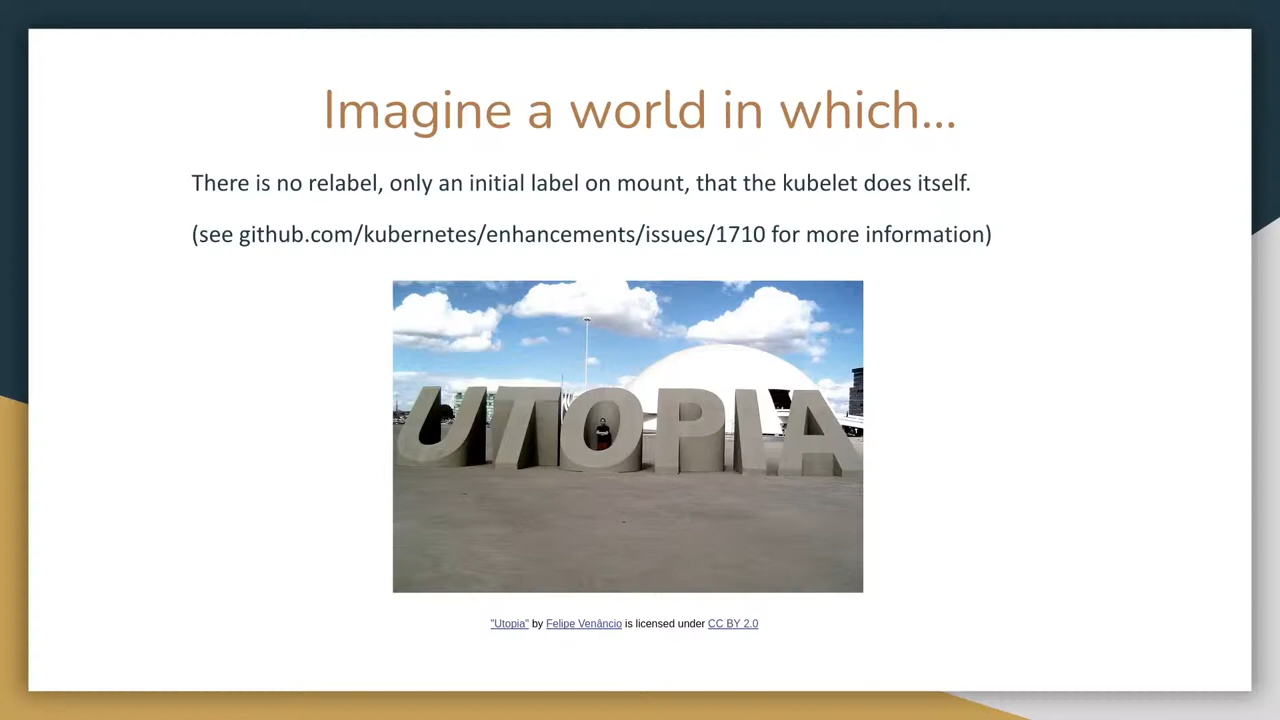 Imagine a world in which...
There is no relabel, only an initial label on mount, that the kubelet does itself.
(see github.com/kubernetes/enhancements/issues/1710 for more information)
UTOPIA
"Utopia" by Felipe Venâncio is licensed under CC BY 2.0